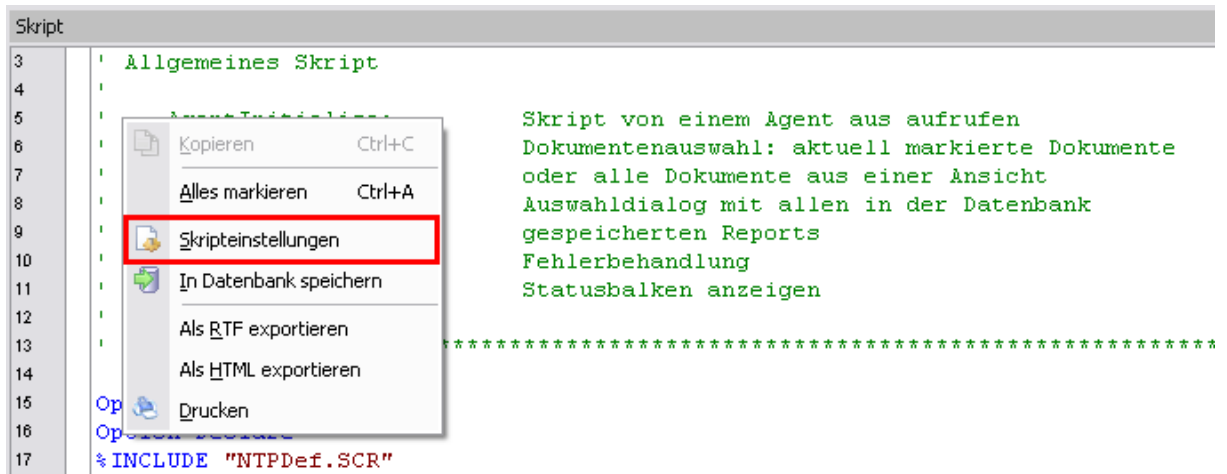 Skript
3 ' Allgemeines Skript
4 '
5 ' Skript von einem Agent aus aufrufen
6 ' Dokumentenauswahl: aktuell markierte Dokumente
7 ' oder alle Dokumente aus einer Ansicht
8 ' Auswahldialog mit allen in der Datenbank
9 ' gespeicherten Reports
10 ' Fehlerbehandlung
11 ' Statusbalken anzeigen
12 '
13 ' *******************************************************
14
15 Op
16 Option Declare
17 %INCLUDE "NTPDef.SCR"
Kopieren Ctrl+C
Alles markieren Ctrl+A
Skripteinstellungen
In Datenbank speichern
Als RTF exportieren
Als HTML exportieren
Drucken